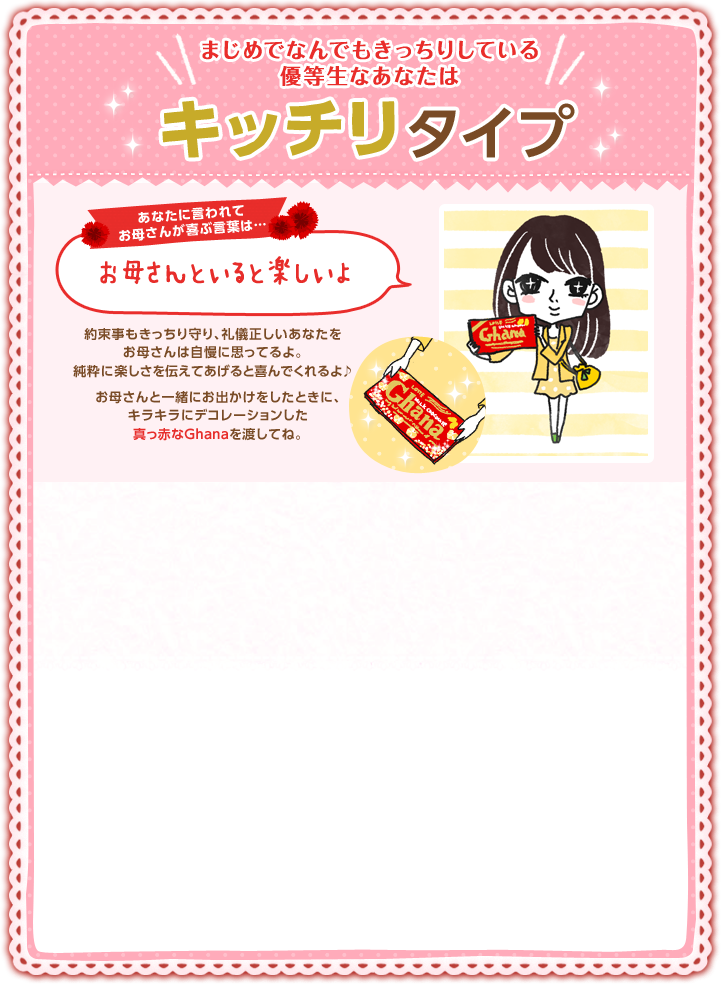 まじめでなんでもきっちりしている
優等生なあなたは
キッチリタイプ
あなたに言われて
お母さんが喜ぶ言葉は…
お母さんといると楽しいよ
約束事もきっちり守り、礼儀正しいあなたを
お母さんは自慢に思ってるよ。
純粋に楽しさを伝えてあげると喜んでくれるよ♪
お母さんと一緒にお出かけをしたときに、
キラキラにデコレーションした
真っ赤なGhanaを渡してね。
LOTTE
Ghana
LOTTE
MILK CHOCOLATE
Ghana